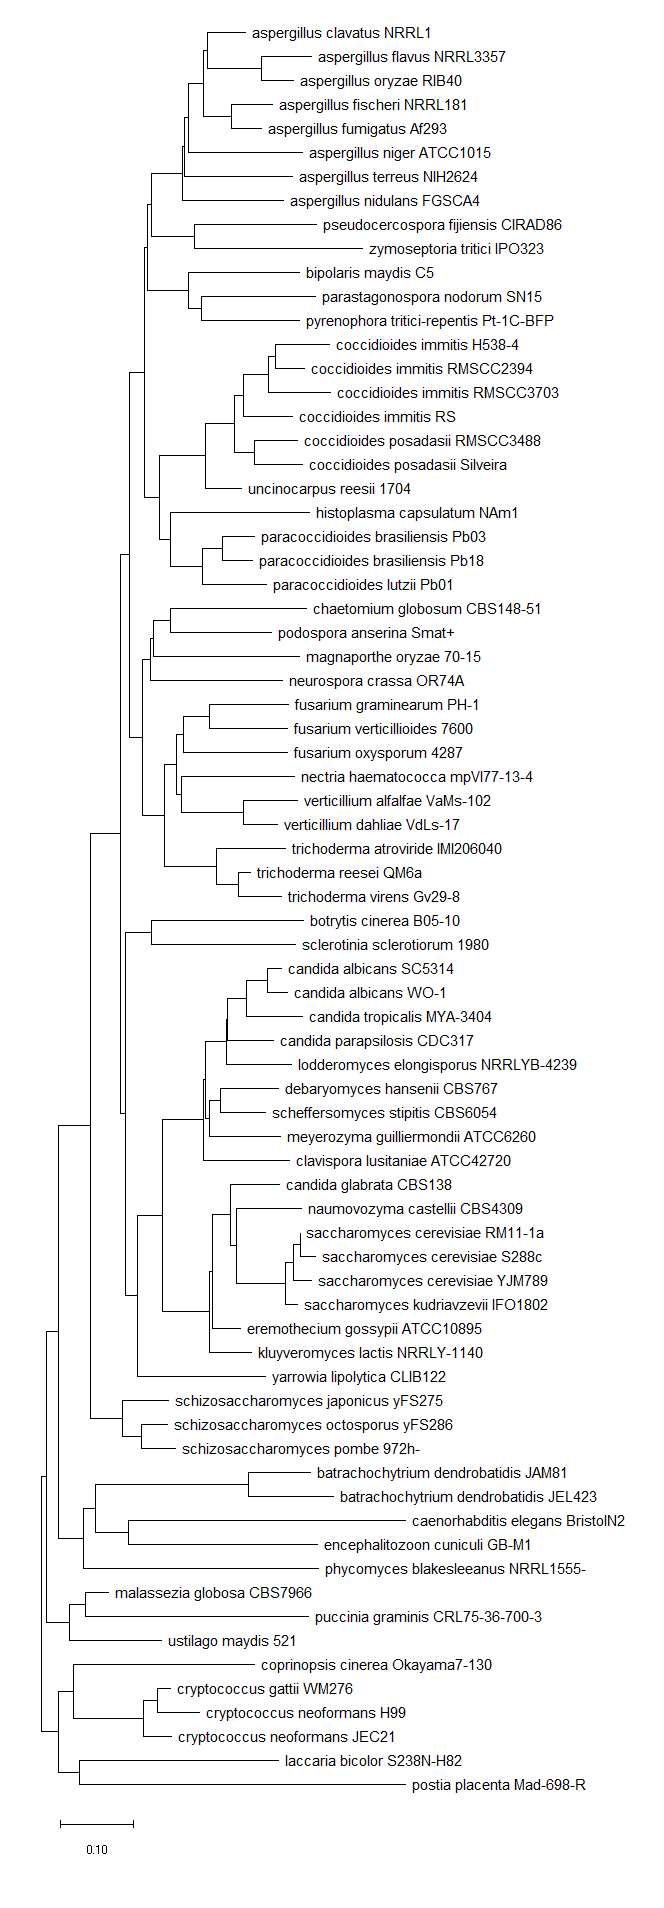 aspergillus clavatus NRRL1
aspergillus flavus NRRL3357
aspergillus oryzae RIB40
aspergillus fischeri NRRL181
aspergillus fumigatus Af293
aspergillus niger ATCC1015
aspergillus terreus NIH2624
aspergillus nidulans FGSCA4
pseudocercospora fijiensis CIRAD86
zymoseptoria tritici IPO323
bipolaris maydis C5
parastagonospora nodorum SN15
pyrenophora tritici-repentis Pt-1C-BFP
coccidioides immitis H538-4
coccidioides immitis RMSCC2394
coccidioides immitis RMSCC3703
coccidioides immitis RS
coccidioides posadasii RMSCC3488
coccidioides posadasii Silveira
uncinocarpus reesii 1704
histoplasma capsulatum NAm1
paracoccidioides brasiliensis Pb03
paracoccidioides brasiliensis Pb18
paracoccidioides lutzii Pb01
chaetomium globosum CBS148-51
podospora anserina Smat+
magnaporthe oryzae 70-15
neurospora crassa OR74A
fusarium graminearum PH-1
fusarium verticillioides 7600
fusarium oxysporum 4287
nectria haematococca mpVI77-13-4
verticillium alfalfae VaMs-102
verticillium dahliae VdLs-17
trichoderma atroviride IMI206040
trichoderma reesei QM6a
trichoderma virens Gv29-8
botrytis cinerea B05-10
sclerotinia sclerotiorum 1980
candida albicans SC5314
candida albicans WO-1
candida tropicalis MYA-3404
candida parapsilosis CDC317
lodderomyces elongisporus NRRLYB-4239
debaryomyces hansenii CBS767
scheffersomyces stipitis CBS6054
meyerozyma guilliermondii ATCC6260
clavispora lusitaniae ATCC42720
candida glabrata CBS138
naumovozyma castellii CBS4309
saccharomyces cerevisiae RM11-1a
saccharomyces cerevisiae S288c
saccharomyces cerevisiae YJM789
saccharomyces kudriavzevii IFO1802
eremothecium gossypii ATCC10895
kluyveromyces lactis NRRLY-1140
yarrowia lipolytica CLIB122
schizosaccharomyces japonicus yFS275
schizosaccharomyces octosporus yFS286
schizosaccharomyces pombe 972h-
batrachochytrium dendrobatidis JAM81
batrachochytrium dendrobatidis JEL423
caenorhabditis elegans BristolN2
encephalitozoon cuniculi GB-M1
phycomyces blakesleeanus NRRL1555-
malassezia globosa CBS7966
puccinia graminis CRL75-36-700-3
ustilago maydis 521
coprinopsis cinerea Okayama7-130
cryptococcus gattii WM276
cryptococcus neoformans H99
cryptococcus neoformans JEC21
laccaria bicolor S238N-H82
postia placenta Mad-698-R
0.10